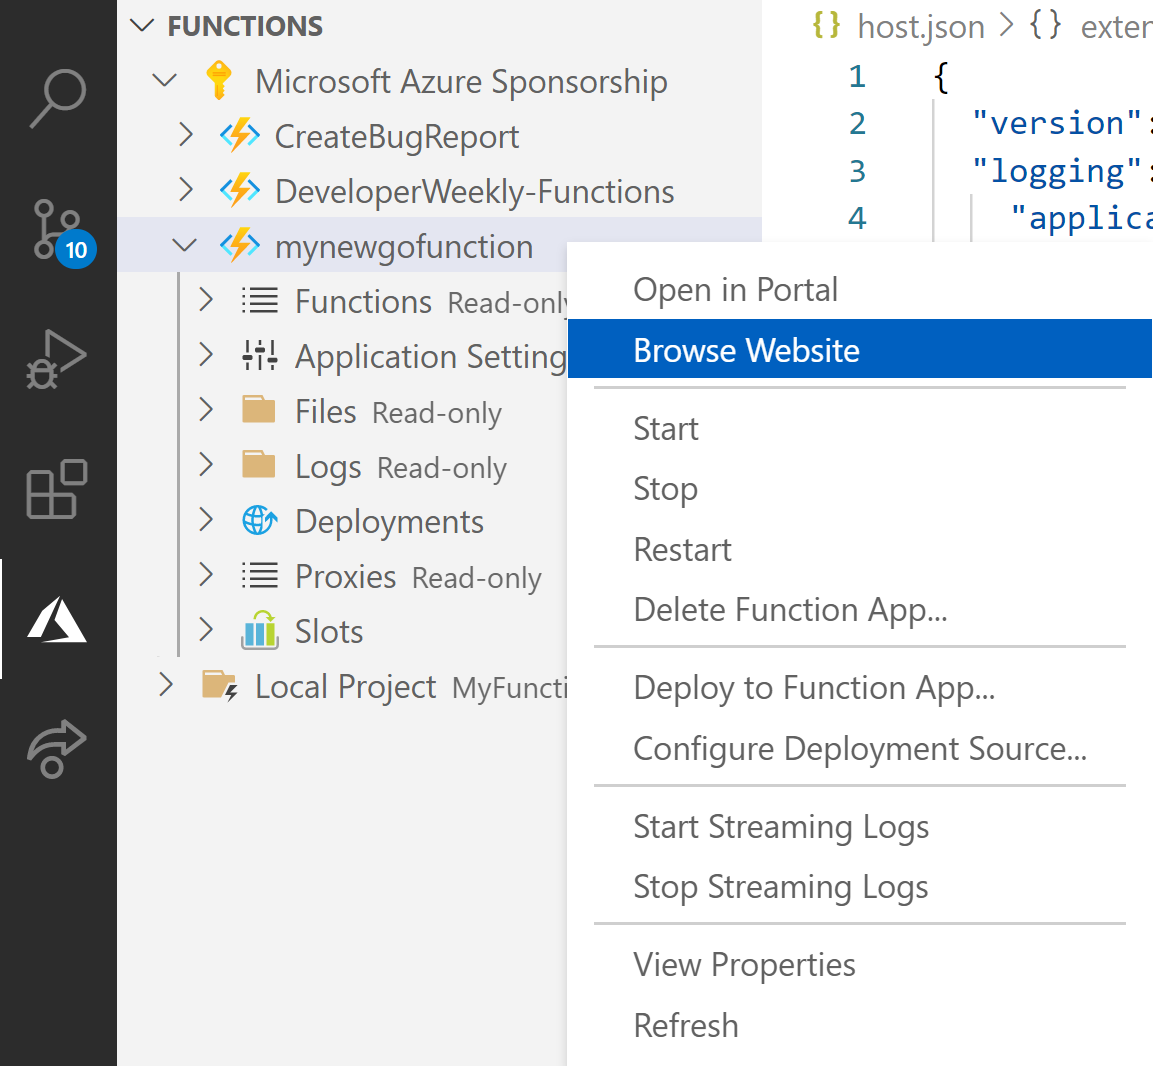 FUNCTIONS
Microsoft Azure Sponsorship
CreateBugReport
DeveloperWeekly-Functions
mynewgofunction
Functions Read-only
Application Setting
Files Read-only
Logs Read-only
Deployments
Proxies Read-only
Slots
Local Project MyFuncti
10
{} host.json > {} exter
1 {
2 "version":
3 "logging":
4 "applica
Open in Portal
Browse Website
Start
Stop
Restart
Delete Function App...
Deploy to Function App...
Configure Deployment Source...
Start Streaming Logs
Stop Streaming Logs
View Properties
Refresh